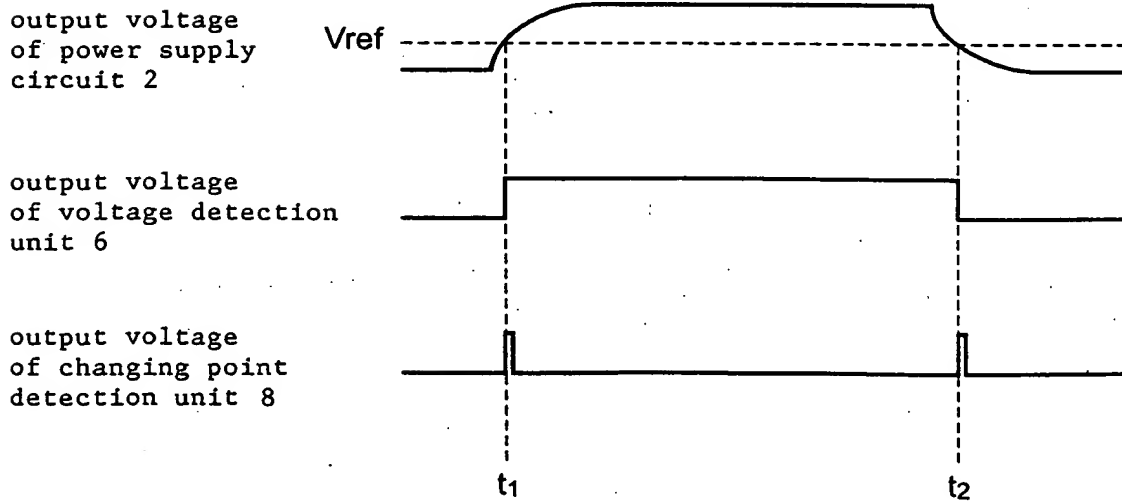 output voltage
of power supply
circuit 2
Vref
output voltage
of voltage detection
unit 6
output voltage
of changing point
detection unit 8
t1
t2